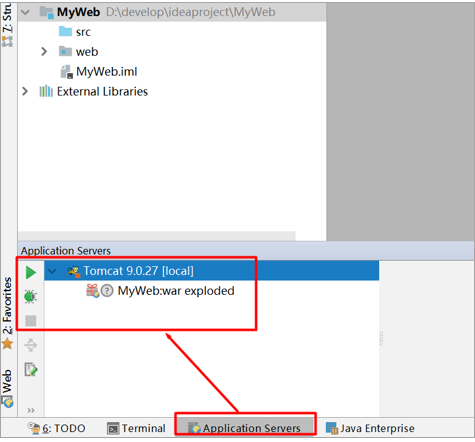 MyWeb D:\develop\ideaproject\MyWeb
src
web
MyWeb.iml
External Libraries
Application Servers
Tomcat 9.0.27 [local]
MyWeb:war exploded
2: Favorites
Web
6: TODO
Terminal
Application Servers
Java Enterprise